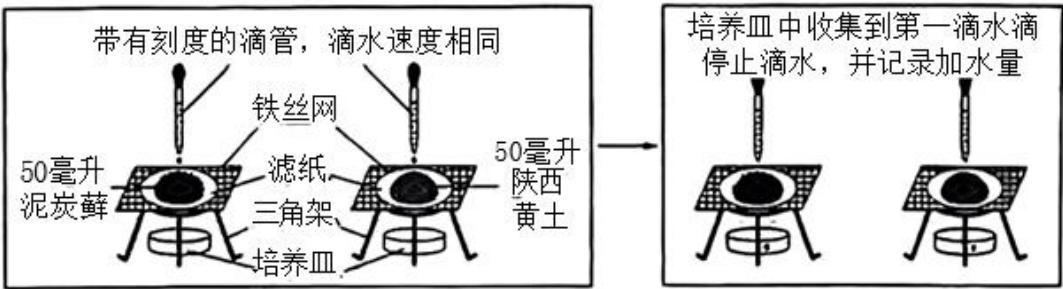 带有刻度的滴管，滴水速度相同
铁丝网
50毫升
泥炭藓
滤纸
50毫升
陕西
黄土
三角架
培养皿
培养皿中收集到第一滴水滴
停止滴水，并记录加水量